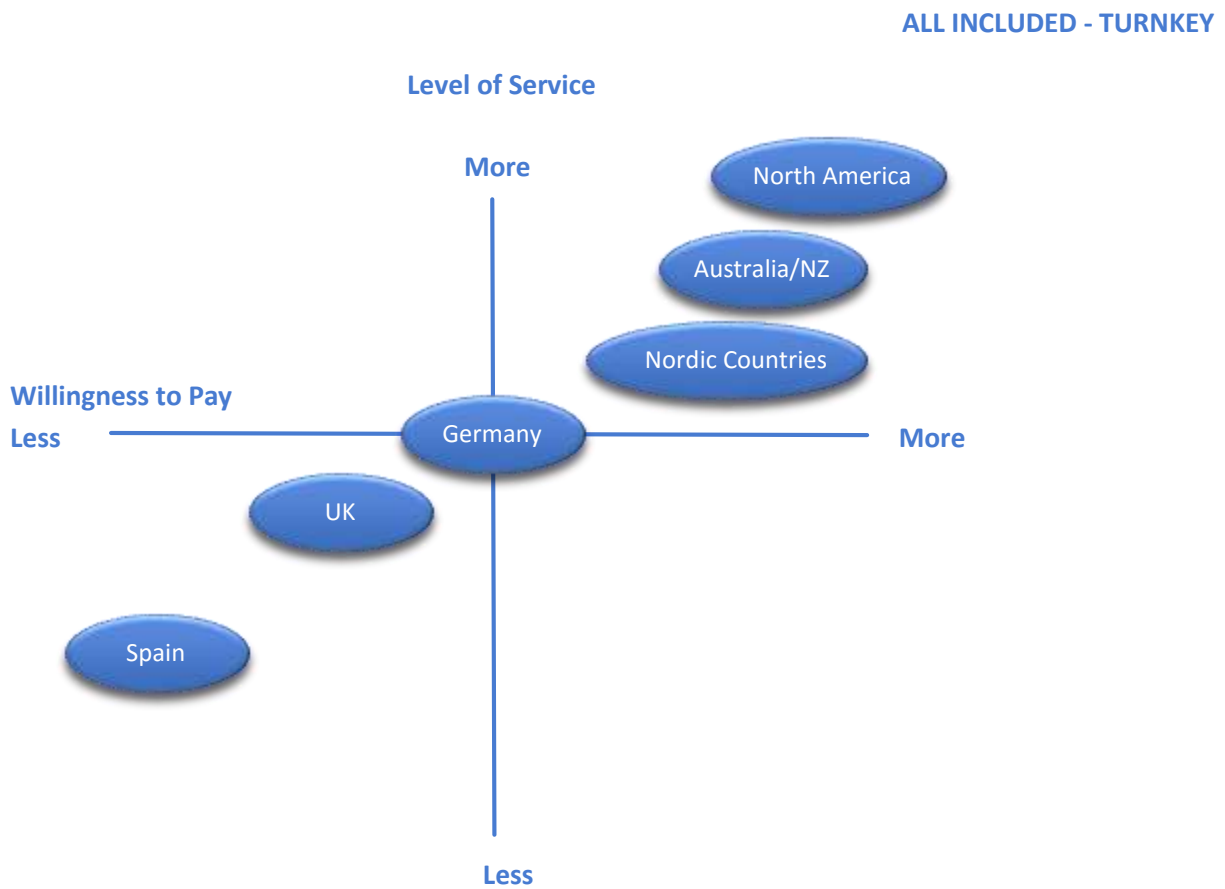 ALL INCLUDED - TURNKEY
Level of Service
More
North America
Australia/NZ
Nordic Countries
Willingness to Pay
Less
Germany
More
UK
Spain
Less